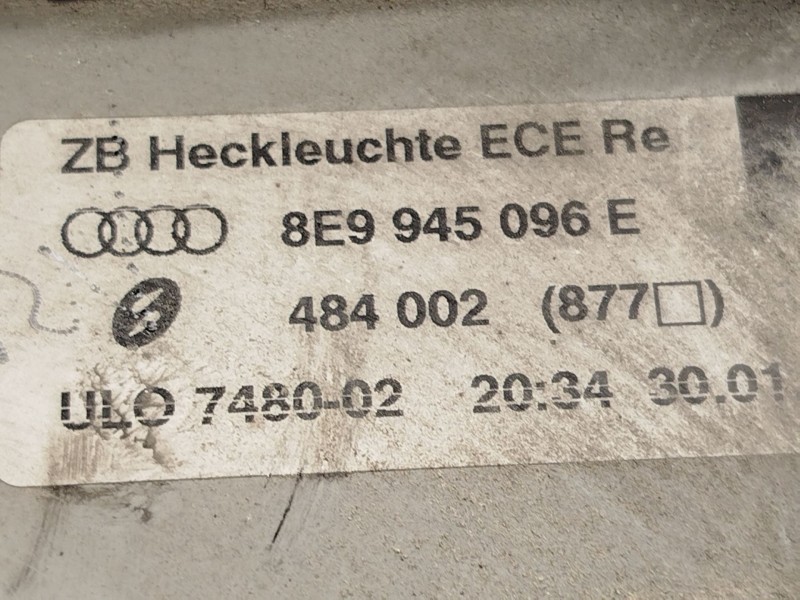 ZB Heckleuchte ECE Re
8E9 945 096 E
484 002 (877□)
ULO 7480-02 20:34 30.01